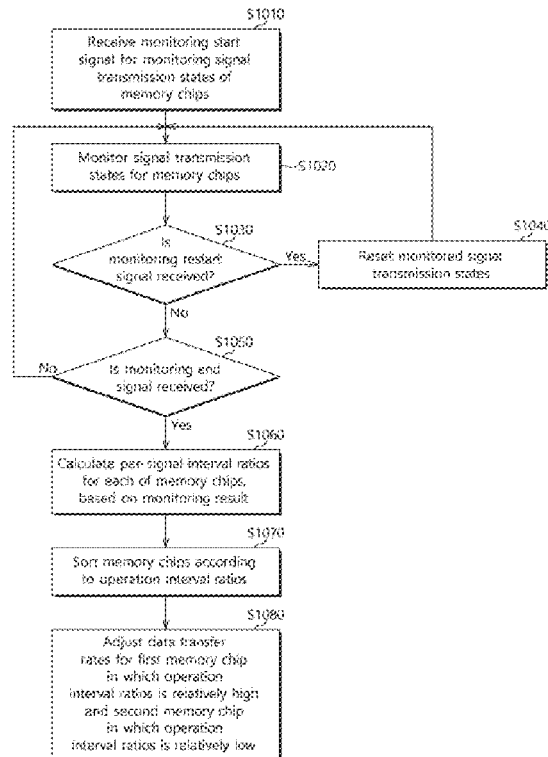 S1010
Receive monitoring start
signal for monitoring signal
transmission states of
memory chips
Monitor signal transmission
states for memory chips
S1020
S1030
Is
monitoring restart
signal received?
Yes
S1040
Reset monitored signal
transmission states
No
S1050
No
Is monitoring end
signal received?
Yes
S1060
Calculate per-signal interval ratios
for each of memory chips,
based on monitoring result
S1070
Sort memory chips according
to operation interval ratios
S1080
Adjust data transfer
rates for first memory chip
in which operation
interval ratios is relatively high
and second memory chip
in which operation
interval ratios is relatively low